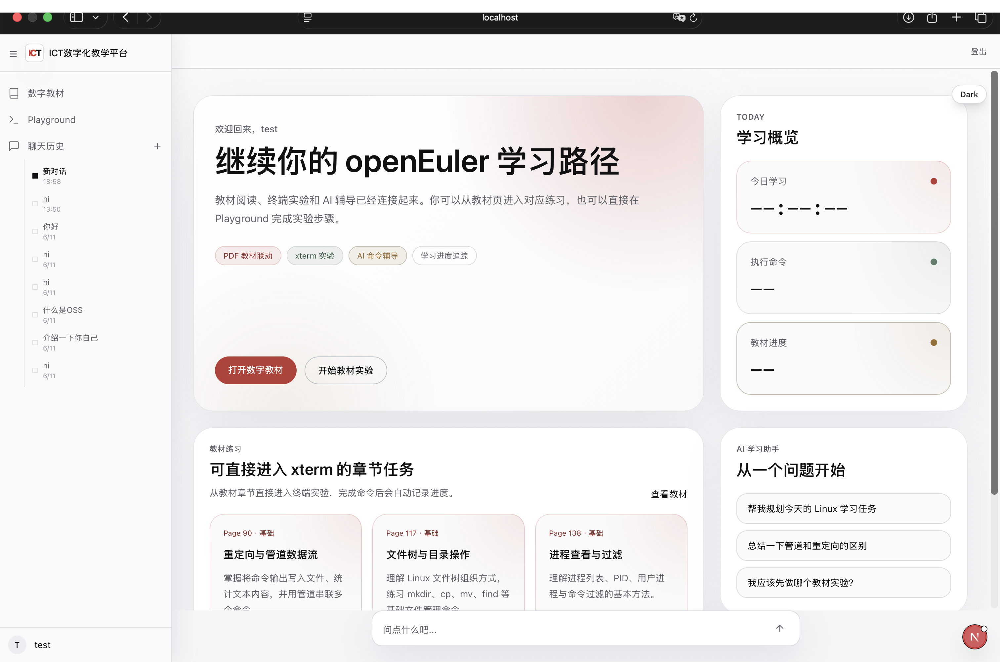 localhost
ICT
ICT数字化教学平台
登出
数字教材
Playground
聊天历史
新对话
18:58
hi
13:50
你好
6/11
hi
6/11
hi
6/11
什么是OSS
6/11
介绍一下你自己
6/11
hi
6/11
T
test
Dark
欢迎回来，test
继续你的 openEuler 学习路径
教材阅读、终端实验和 AI 辅导已经连接起来。你可以从教材页进入对应练习，也可以直接在
Playground 完成实验步骤。
PDF 教材联动
xterm 实验
AI 命令辅导
学习进度追踪
打开数字教材
开始教材实验
TODAY
学习概览
今日学习
--:--:--
执行命令
--
教材进度
--
教材练习
可直接进入 xterm 的章节任务
从教材章节直接进入终端实验，完成命令后会自动记录进度。
查看教材
Page 90 · 基础
重定向与管道数据流
掌握将命令输出写入文件、统
计文本内容，并用管道串联多
个命令
Page 117 · 基础
文件树与目录操作
理解 Linux 文件树组织方式，
练习 mkdir、cp、mv、find 等
基础文件管理命令
Page 138 · 基础
进程查看与过滤
理解进程列表、PID、用户进
程与命令过滤的基本方法。
AI 学习助手
从一个问题开始
帮我规划今天的 Linux 学习任务
总结一下管道和重定向的区别
我应该先做哪个教材实验?
问点什么吧...
N